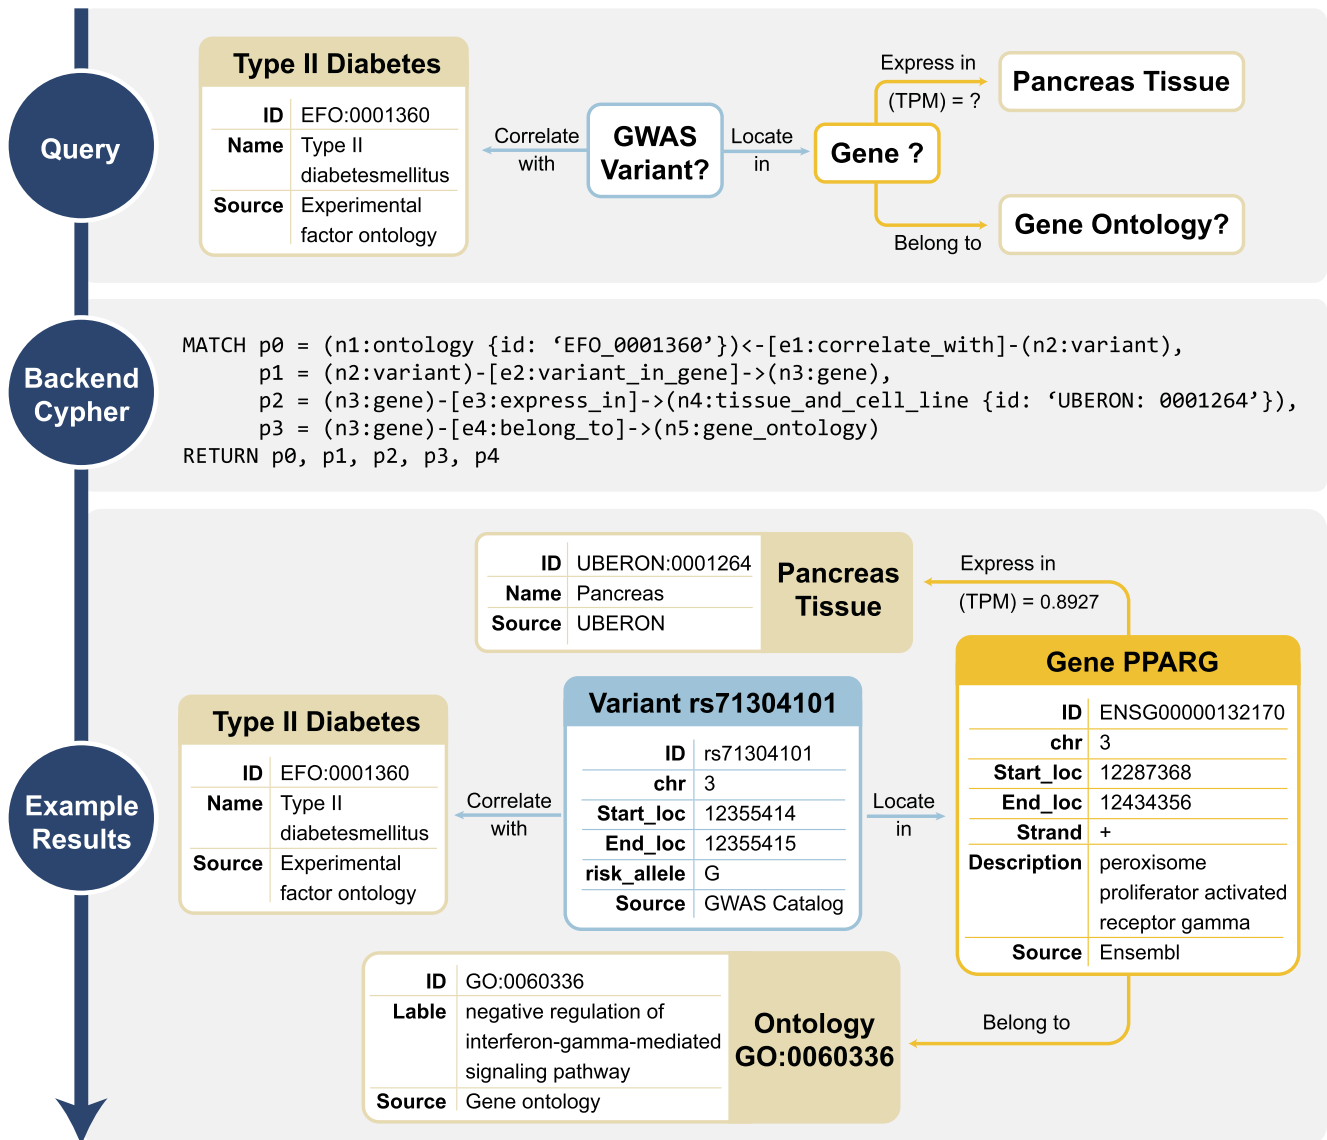 Query
Type II Diabetes
ID EFO:0001360
Name Type II
diabetesmellitus
Source Experimental
factor ontology
Correlate
with
GWAS
Variant?
Locate
in
Gene ?
Express in
(TPM) = ?
Pancreas Tissue
Belong to
Gene Ontology?
Backend
Cypher
MATCH p0 = (n1:ontology {id: ‘EFO_0001360’})<-[e1:correlate_with]-(n2:variant),
p1 = (n2:variant)-[e2:variant_in_gene]->(n3:gene),
p2 = (n3:gene)-[e3:express_in]->(n4:tissue_and_cell_line {id: ‘UBERON: 0001264’}),
p3 = (n3:gene)-[e4:belong_to]->(n5:gene_ontology)
RETURN p0, p1, p2, p3, p4
Example
Results
ID UBERON:0001264
Name Pancreas
Source UBERON
Pancreas
Tissue
Express in
(TPM) = 0.8927
Type II Diabetes
ID EFO:0001360
Name Type II
diabetesmellitus
Source Experimental
factor ontology
Correlate
with
Variant rs71304101
ID rs71304101
chr 3
Start_loc 12355414
End_loc 12355415
risk_allele G
Source GWAS Catalog
Locate
in
Gene PPARG
ID ENSG00000132170
chr 3
Start_loc 12287368
End_loc 12434356
Strand +
Description peroxisome
proliferator activated
receptor gamma
Source Ensembl
ID GO:0060336
Lable negative regulation of
interferon-gamma-mediated
signaling pathway
Source Gene ontology
Ontology
GO:0060336
Belong to